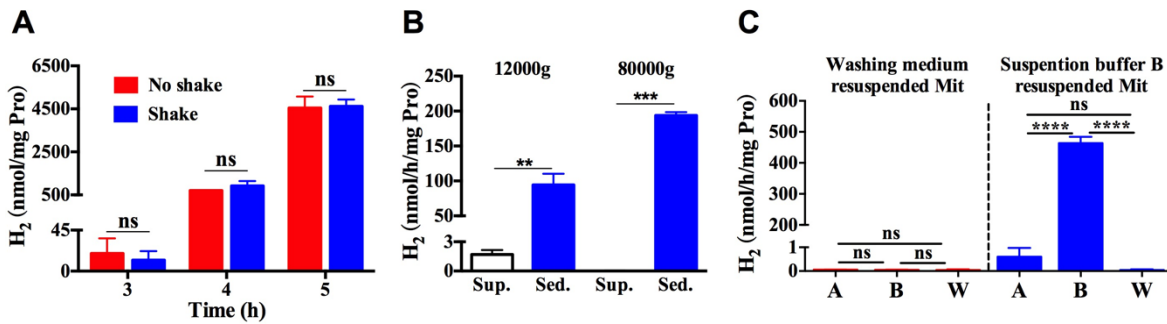 A
H2 (nmol/mg Pro)
6500
4500
2500
500
45
0
No shake
Shake
ns
ns
ns
3 4 5
Time (h)
B
H2 (nmol/h/mg Pro)
12000g 80000g
250
200
150
100
50
3
0
**
***
Sup. Sed. Sup. Sed.
C
H2 (nmol/h/mg Pro)
Washing medium
resuspended Mit
Suspention buffer B
resuspended Mit
600
500
400
300
200
100
1
0
ns
ns ns
ns
**** ****
A B W A B W